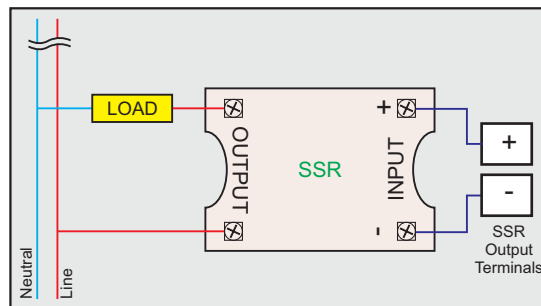 LOAD
OUTPUT
SSR
+
INPUT
-
+
-
SSR
Output
Terminals
Neutral
Line